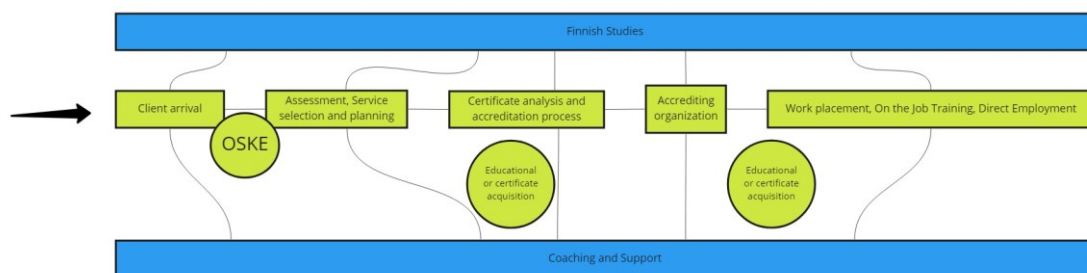 Finnish Studies
Client arrival
OSKE
Assessment, Service
selection and planning
Certificate analysis and
accreditation process
Accrediting
organization
Work placement, On the Job Training, Direct Employment
Educational
or certificate
acquisition
Educational
or certificate
acquisition
Coaching and Support